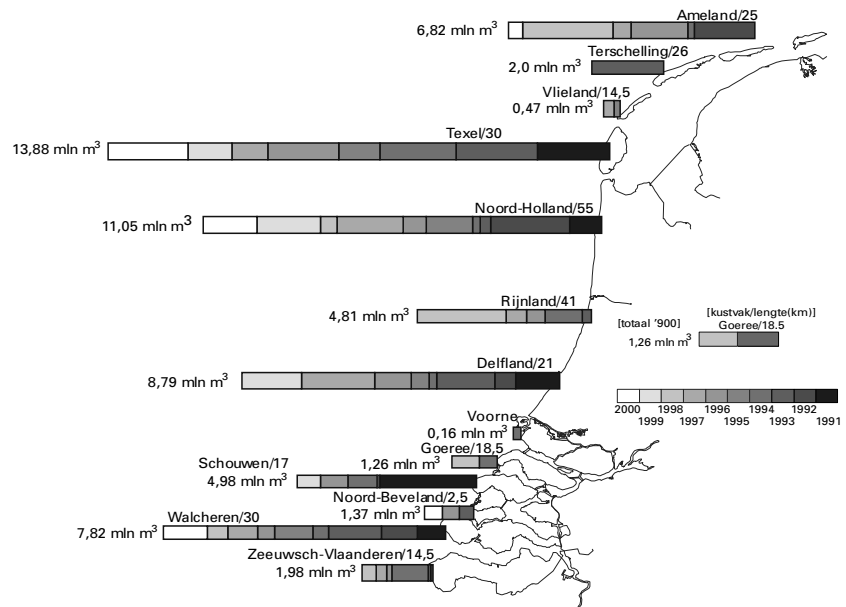 Ameland/25
6,82 mln m³
Terschelling/26
2,0 mln m³
Vlieland/14,5
0,47 mln m³
Texel/30
13,88 mln m³
Noord-Holland/55
11,05 mln m³
Rijnland/41
4,81 mln m³
[totaal '900]
[kustvak/lengte(km)]
Goeree/18.5
1,26 mln m³
Delfland/21
8,79 mln m³
2000 1998 1996 1994 1992
1999 1997 1995 1993 1991
Voorne
0,16 mln m³
Goeree/18,5
1,26 mln m³
Schouwen/17
4,98 mln m³
Noord-Beveland/2,5
1,37 mln m³
Walcheren/30
7,82 mln m³
Zeeuwsch-Vlaanderen/14,5
1,98 mln m³